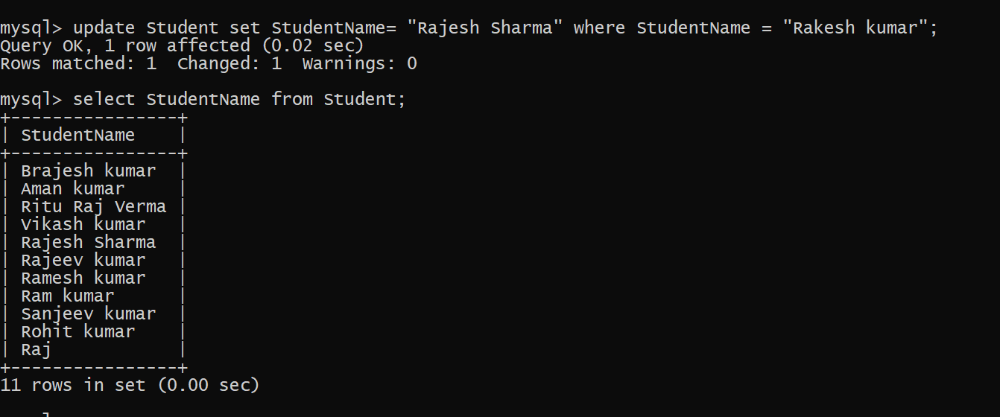 mysql> update Student set StudentName= "Rajesh Sharma" where StudentName = "Rakesh kumar";
Query OK, 1 row affected (0.02 sec)
Rows matched: 1  Changed: 1  Warnings: 0
mysql> select StudentName from Student;
+----------------+
| StudentName    |
+----------------+
| Brajesh kumar  |
| Aman kumar     |
| Ritu Raj Verma |
| Vikash kumar   |
| Rajesh Sharma  |
| Rajeev kumar   |
| Ramesh kumar   |
| Ram kumar      |
| Sanjeev kumar  |
| Rohit kumar    |
| Raj            |
+----------------+
11 rows in set (0.00 sec)